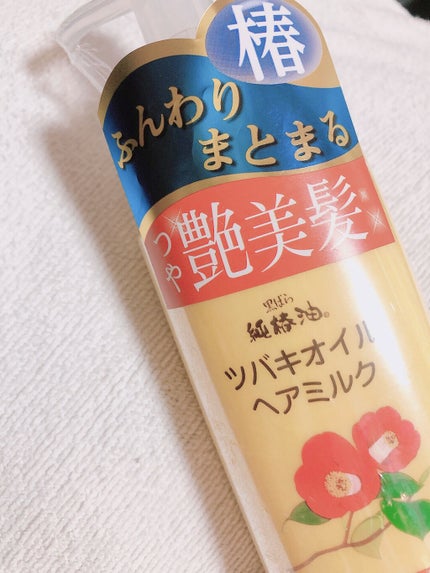 椿
ふんわり
まとまる
つや
艶美髪
黒ばら
純椿油®
ツバキオイル
ヘアミルク